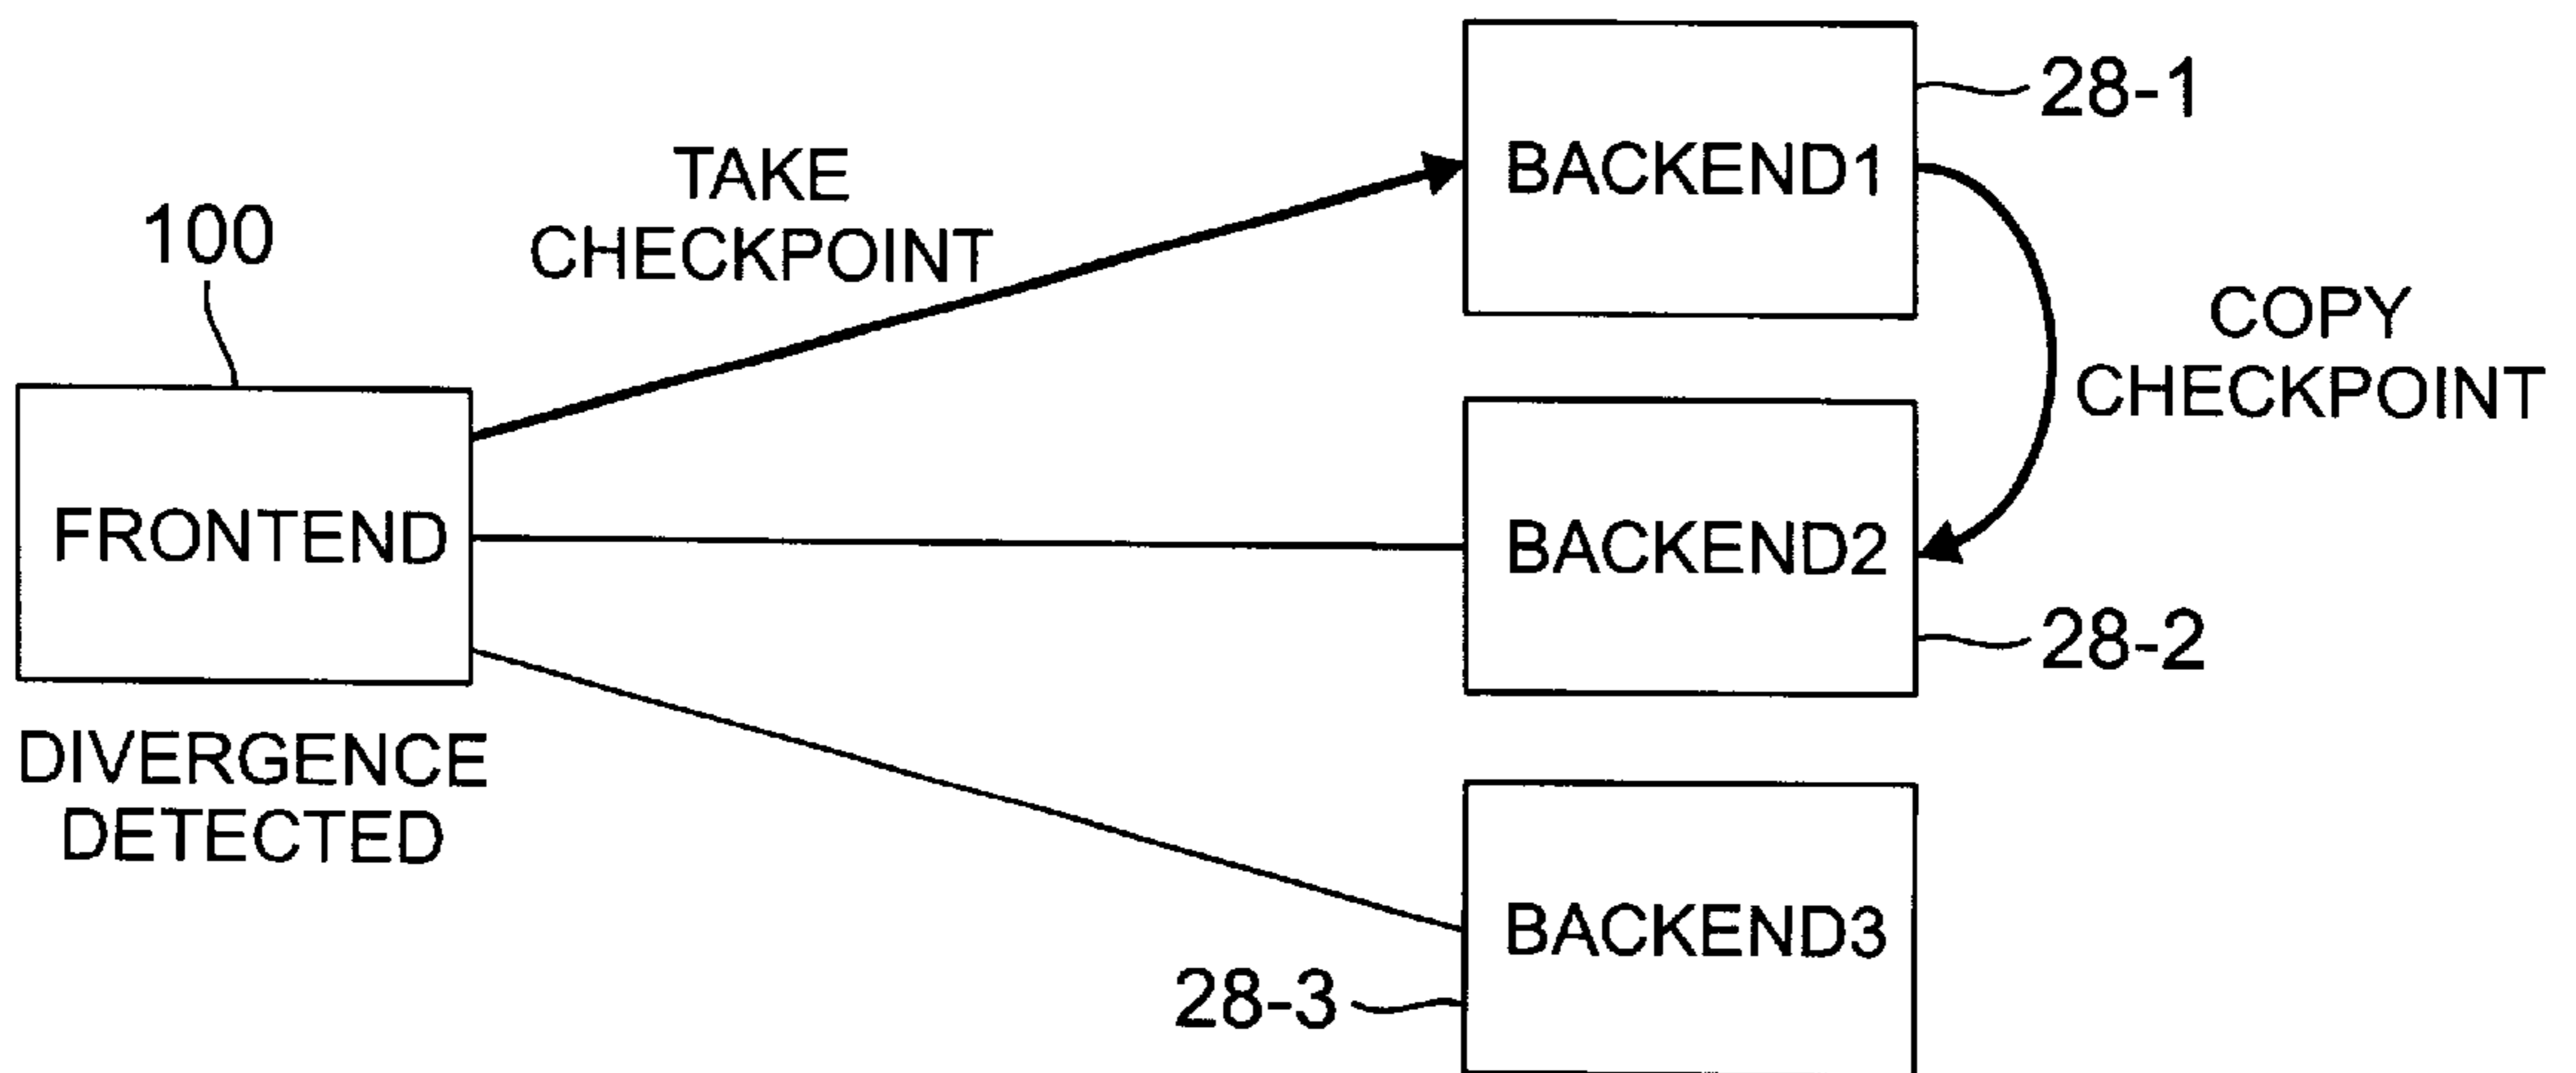 28-1
TAKE
CHECKPOINT
BACKEND1
100
COPY
CHECKPOINT
FRONTEND
BACKEND2
28-2
DIVERGENCE
DETECTED
BACKEND3
28-3